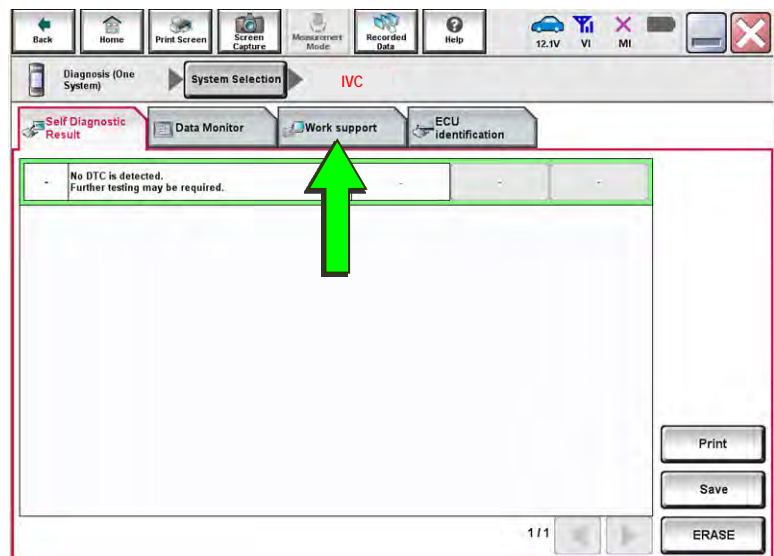 Back
Home
Print Screen
Screen
Capture
Measurement
Mode
Recorded
Data
Help
12.1V
VI
MI
Diagnosis (One
System)
System Selection
IVC
Self Diagnostic
Result
Data Monitor
Work support
ECU
identification
-
No DTC is detected.
Further testing may be required.
-
-
-
Print
Save
1/1
ERASE